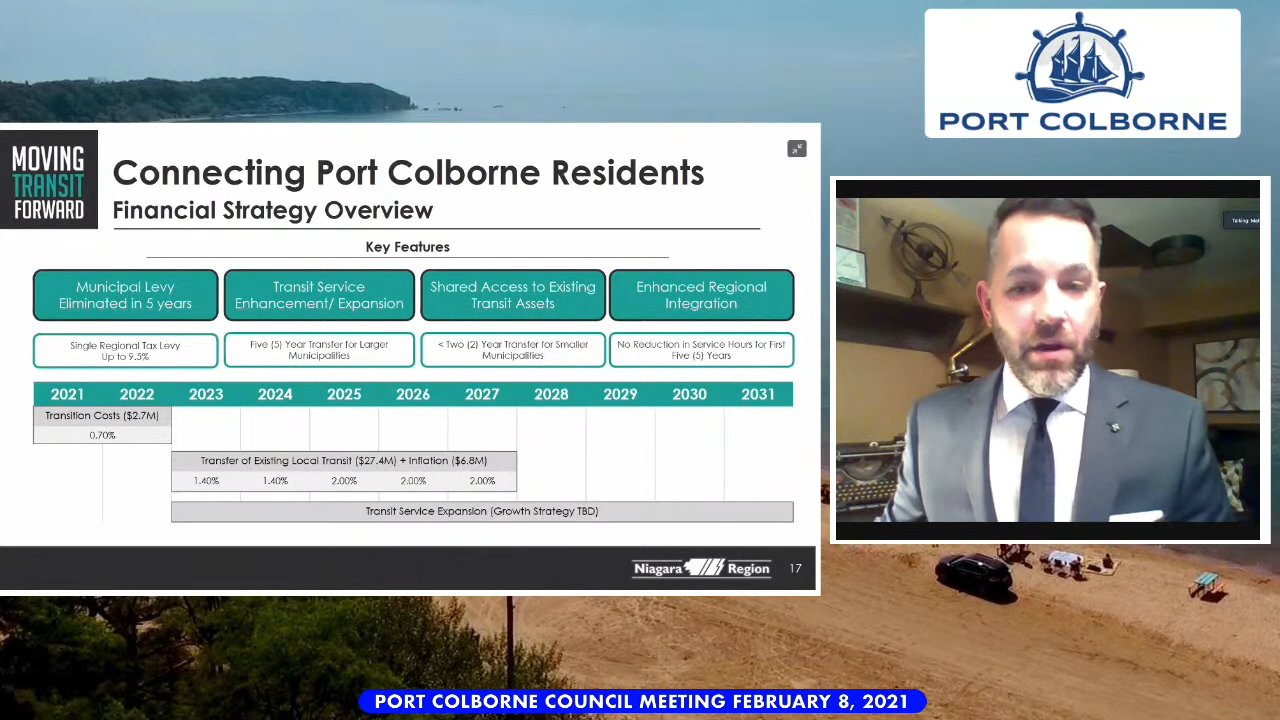 PORT COLBORNE
MOVING
TRANSIT
FORWARD
Connecting Port Colborne Residents
Financial Strategy Overview
Key Features
Municipal Levy
Eliminated in 5 years
Transit Service
Enhancement/ Expansion
Shared Access to Existing
Transit Assets
Enhanced Regional
Integration
Single Regional Tax Levy
Up to 9.5%
Five (5) Year Transfer for Larger
Municipalities
< Two (2) Year Transfer for Smaller
Municipalities
No Reduction in Service Hours for First
Five (5) Years
2021 2022 2023 2024 2025 2026 2027 2028 2029 2030 2031
Transition Costs ($2.7M)
0.70%
Transfer of Existing Local Transit ($27.4M) + Inflation ($6.8M)
1.40% 1.40% 2.00% 2.00% 2.00%
Transit Service Expansion (Growth Strategy TBD)
Niagara Region
17
Talking:
PORT COLBORNE COUNCIL MEETING FEBRUARY 8, 2021